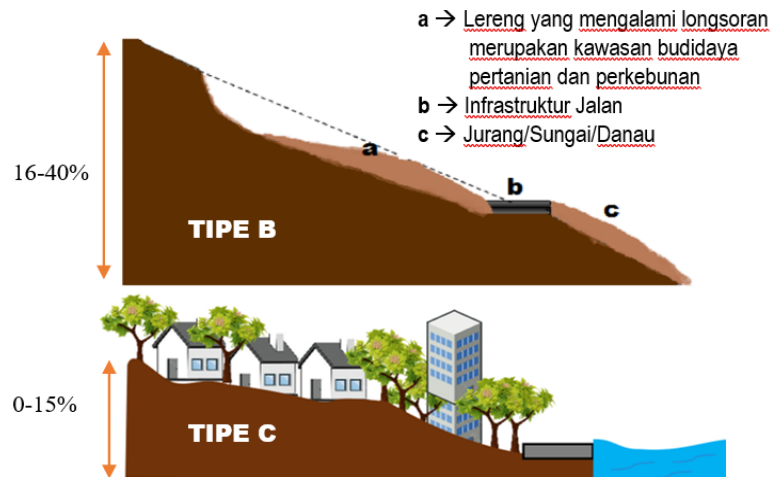 a → Lereng yang mengalami longsoran
merupakan kawasan budidaya
pertanian dan perkebunan
b → Infrastruktur Jalan
c → Jurang/Sungai/Danau
16-40%
a
b
c
TIPE B
0-15%
TIPE C